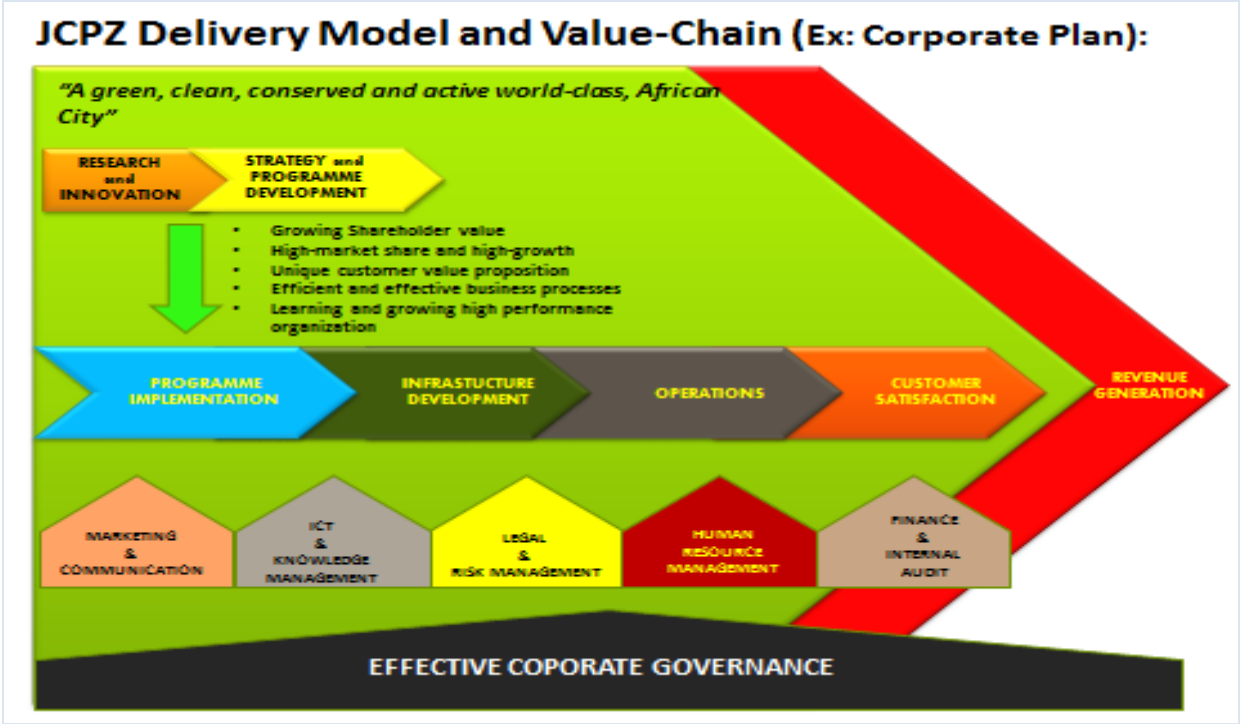 JCPZ Delivery Model and Value-Chain (Ex: Corporate Plan):
“A green, clean, conserved and active world-class, African
City”
RESEARCH
and
INNOVATION
STRATEGY and
PROGRAMME
DEVELOPMENT
• Growing Shareholder value
• High-market share and high-growth
• Unique customer value proposition
• Efficient and effective business processes
• Learning and growing high performance
organization
PROGRAMME
IMPLEMENTATION
INFRASTUCTURE
DEVELOPMENT
OPERATIONS
CUSTOMER
SATISFACTION
REVENUE
GENERATION
MARKETING
&
COMMUNICATION
ICT
&
KNOWLEDGE
MANAGEMENT
LEGAL
&
RISK MANAGEMENT
HUMAN
RESOURCE
MANAGEMENT
FINANCE
&
INTERNAL
AUDIT
EFFECTIVE COPORATE GOVERNANCE